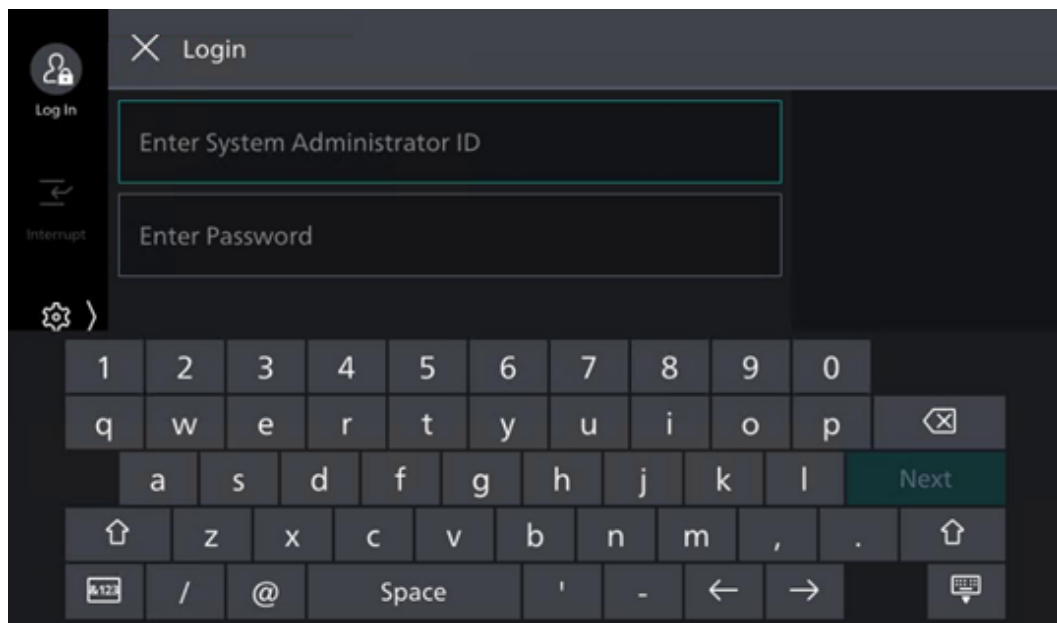 Login
Log In
Enter System Administrator ID
Interrupt
Enter Password
1 2 3 4 5 6 7 8 9 0
q w e r t y u i o p
a s d f g h j k l Next
z x c v b n m , .
&123 / @ Space ' -